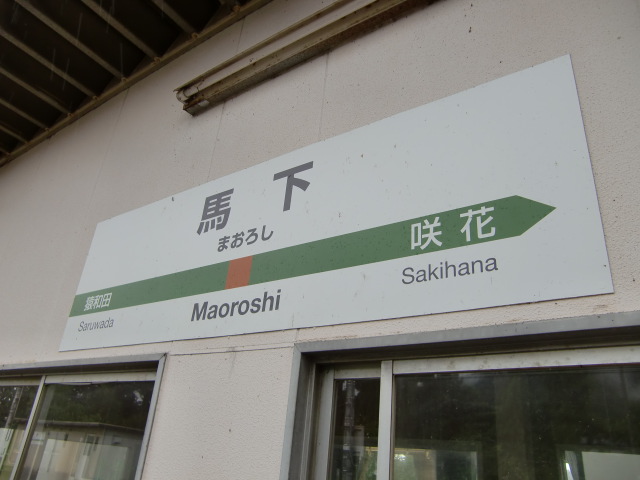 馬下
まおろし
猿和田
咲花
Saruwada
Maoroshi
Sakihana